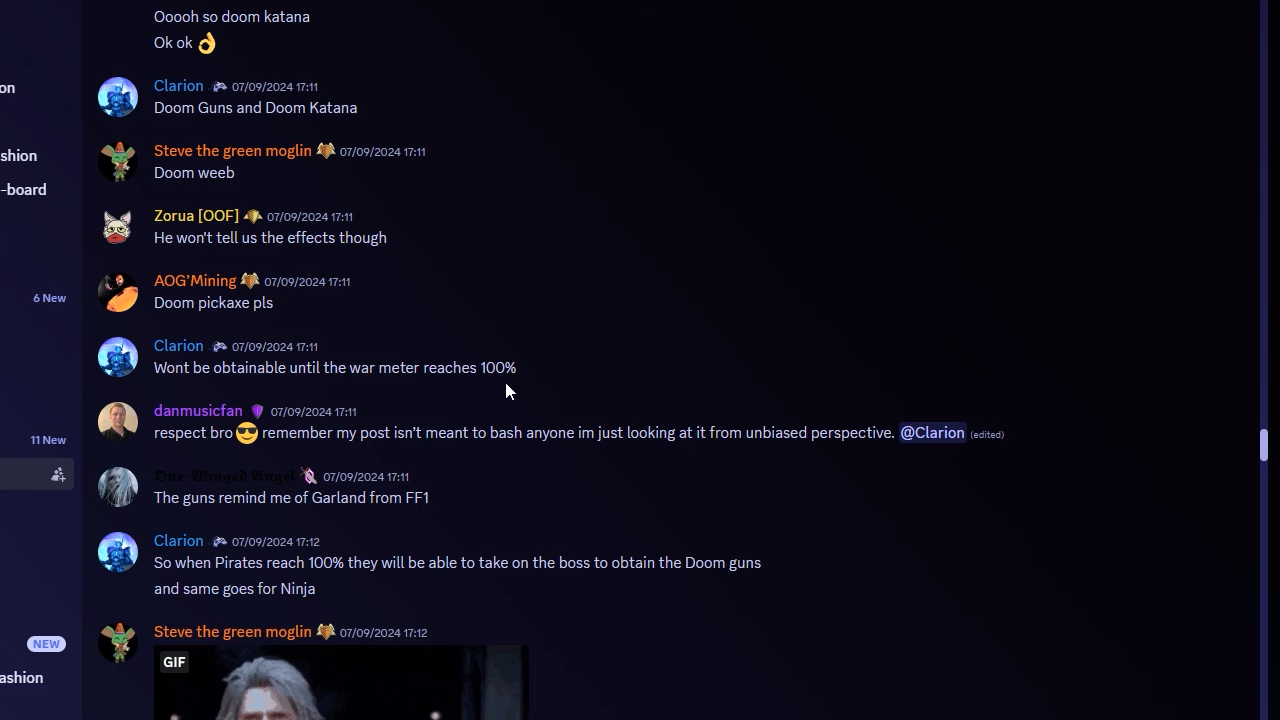 Ooooh so doom katana
Ok ok 👌
on
Clarion 07/09/2024 17:11
Doom Guns and Doom Katana
shion
Steve the green moglin 07/09/2024 17:11
Doom weeb
-board
Zorua [OOF] 07/09/2024 17:11
He won't tell us the effects though
AOG'Mining 07/09/2024 17:11
6 New
Doom pickaxe pls
Clarion 07/09/2024 17:11
Wont be obtainable until the war meter reaches 100%
danmusicfan 07/09/2024 17:11
respect bro 😎 remember my post isn't meant to bash anyone im just looking at it from unbiased perspective. @Clarion (edited)
11 New
One-Winged Angel 07/09/2024 17:11
The guns remind me of Garland from FF1
Clarion 07/09/2024 17:12
So when Pirates reach 100% they will be able to take on the boss to obtain the Doom guns
and same goes for Ninja
Steve the green moglin 07/09/2024 17:12
NEW
GIF
ashion